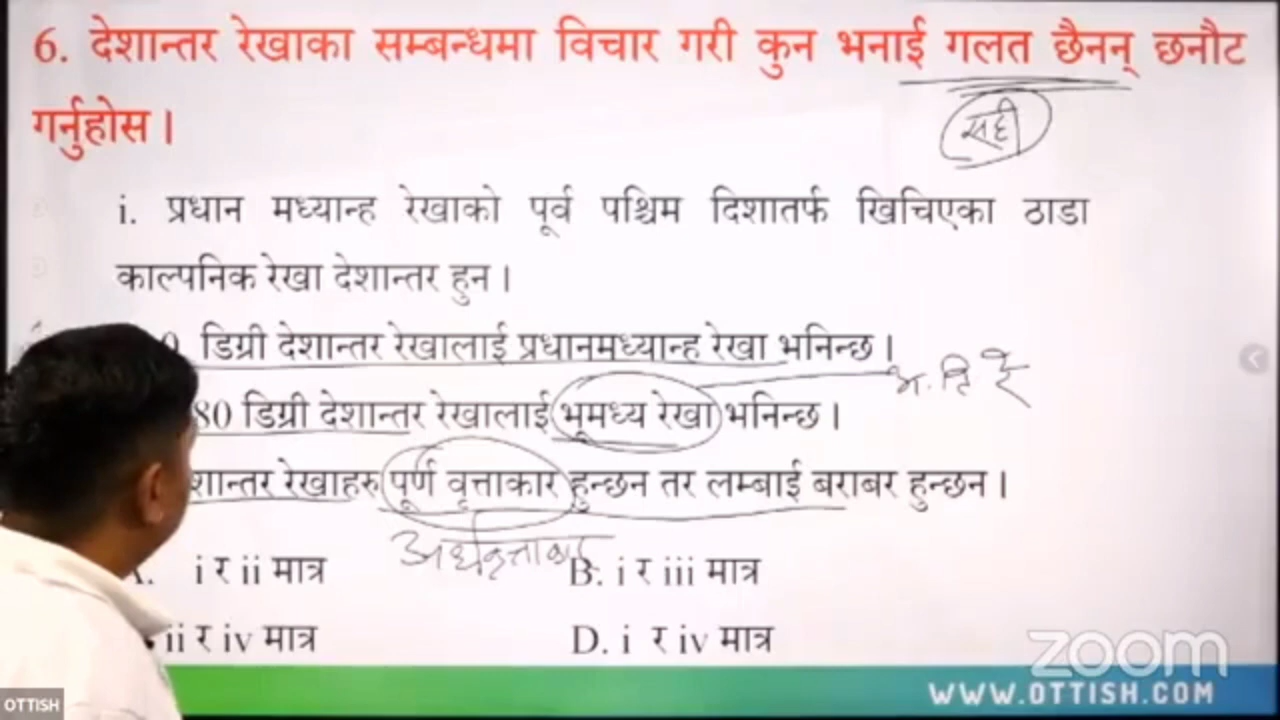 6. देशान्तर रेखाका सम्बन्धमा विचार गरी कुन भनाई गलत छैनन् छनौट
गर्नुहोस ।
सही
i. प्रधान मध्यान्ह रेखाको पूर्व पश्चिम दिशातर्फ खिचिएका ठाडा
काल्पनिक रेखा देशान्तर हुन ।
0 डिग्री देशान्तर रेखालाई प्रधानमध्यान्ह रेखा भनिन्छ ।
अ. ति रे
80 डिग्री देशान्तर रेखालाई भूमध्य रेखा भनिन्छ ।
शान्तर रेखाहरु पूर्ण वृत्ताकार हुन्छन तर लम्बाई बराबर हुन्छन ।
अर्धवृत्ताकार
i र ii मात्र B. i र iii मात्र
ii र iv मात्र D. i र iv मात्र
zoom
OTTISH
WWW.OTTISH.COM